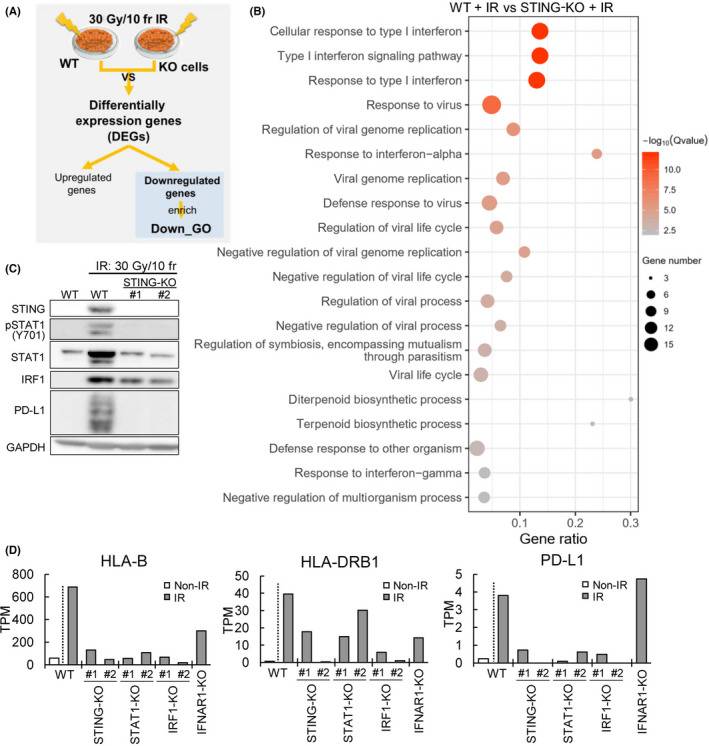 (A)
30 Gy/10 fr IR
WT
KO cells
VS
Differentially
expression genes
(DEGs)
Upregulated
genes
Downregulated
genes
enrich
Down_GO
(B)
WT + IR vs STING-KO + IR
Cellular response to type I interferon
Type I interferon signaling pathway
Response to type I interferon
Response to virus
Regulation of viral genome replication
Response to interferon-alpha
Viral genome replication
Defense response to virus
Regulation of viral life cycle
Negative regulation of viral genome replication
Negative regulation of viral life cycle
Regulation of viral process
Negative regulation of viral process
Regulation of symbiosis, encompassing mutualism
through parasitism
Viral life cycle
Diterpenoid biosynthetic process
Terpenoid biosynthetic process
Defense response to other organism
Response to interferon-gamma
Negative regulation of multiorganism process
0.1 0.2 0.3
Gene ratio
−log10(Qvalue)
10.0
7.5
5.0
2.5
Gene number
3
6
9
12
15
(C)
IR: 30 Gy/10 fr
STING-KO
WT WT #1 #2
STING
pSTAT1
(Y701)
STAT1
IRF1
PD-L1
GAPDH
(D)
HLA-B
TPM
800
600
400
200
0
Non-IR
IR
WT #1 #2 #1 #2 #1 #2
STING-KO
STAT1-KO
IRF1-KO
IFNAR1-KO
HLA-DRB1
TPM
50
40
30
20
10
0
Non-IR
IR
WT #1 #2 #1 #2 #1 #2
STING-KO
STAT1-KO
IRF1-KO
IFNAR1-KO
PD-L1
TPM
5
4
3
2
1
0
Non-IR
IR
WT #1 #2 #1 #2 #1 #2
STING-KO
STAT1-KO
IRF1-KO
IFNAR1-KO